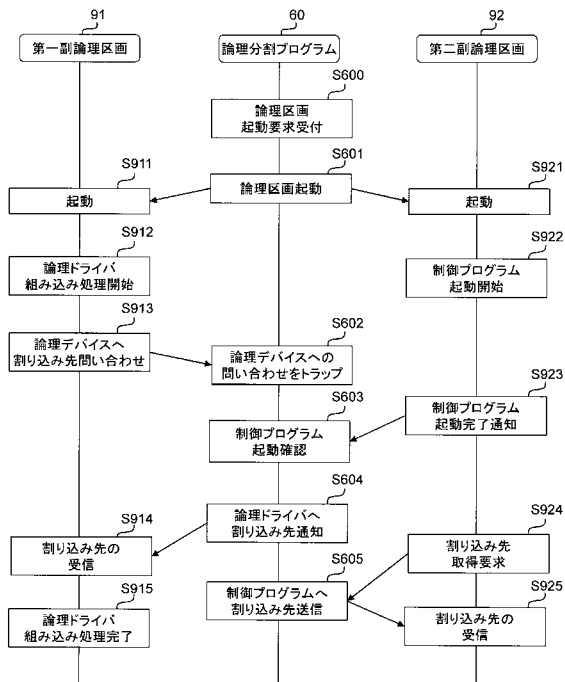 91
60
92
第一副論理区画
論理分割プログラム
第二副論理区画
S600
論理区画
起動要求受付
S601
論理区画起動
S911
起動
S921
起動
S912
論理ドライバ
組み込み処理開始
S922
制御プログラム
起動開始
S913
論理デバイスへ
割り込み先問い合わせ
S602
論理デバイスへの
問い合わせをトラップ
S923
制御プログラム
起動完了通知
S603
制御プログラム
起動確認
S604
論理ドライバへ
割り込み先通知
S914
割り込み先の
受信
S924
割り込み先
取得要求
S605
制御プログラムへ
割り込み先送信
S915
論理ドライバ
組み込み処理完了
S925
割り込み先の
受信